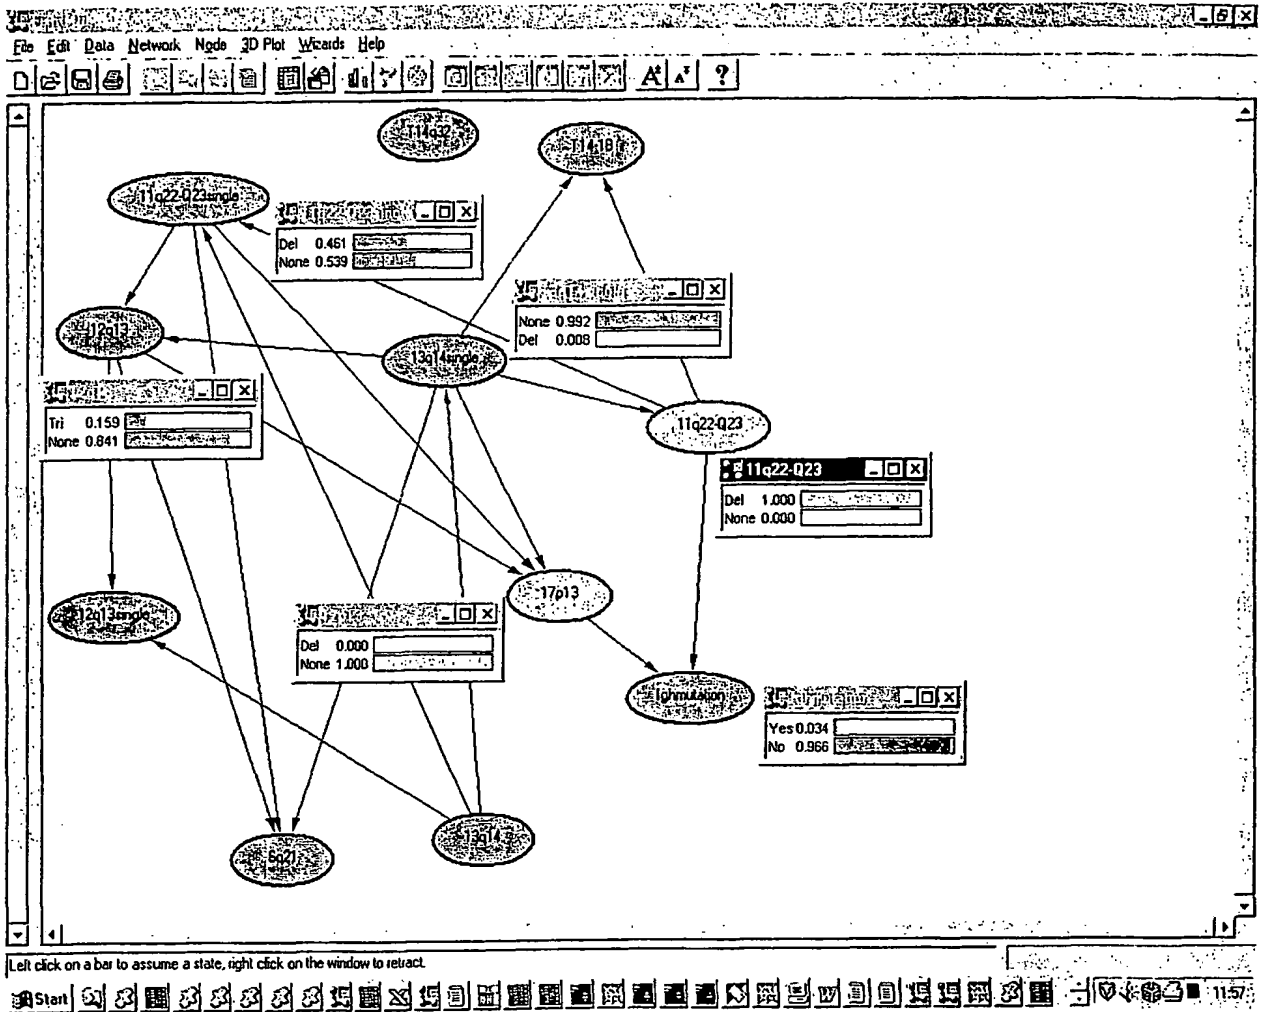 File Edit Data Network Node 3D Plot Wizards Help
T14q32
T14:18
11q22-Q23single
Del 0.461
None 0.539
None 0.992
Del 0.008
12q13
13q14single
Tri 0.159
None 0.841
11q22-Q23
11q22-Q23
Del 1.000
None 0.000
17p13
12q13single
Del 0.000
None 1.000
Ighmutation
Yes 0.034
No 0.966
13q14
6q21
Left click on a bar to assume a state, right click on the window to retract.
Start
11:57